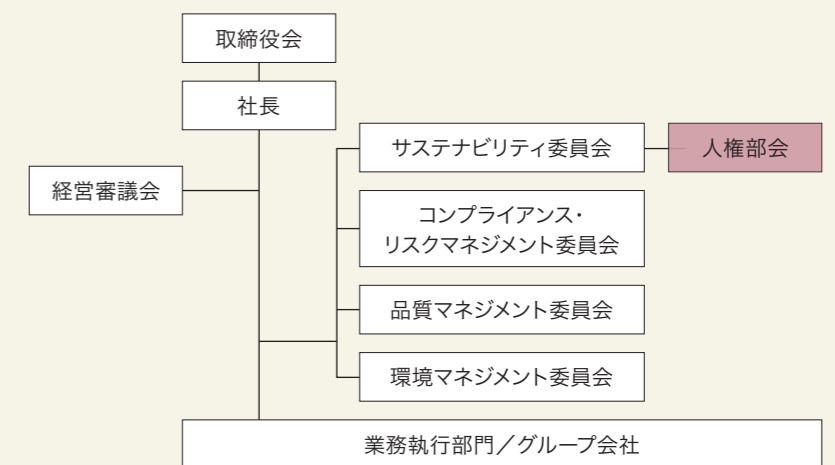 取締役会
社長
経営審議会
サステナビリティ委員会
人権部会
コンプライアンス・
リスクマネジメント委員会
品質マネジメント委員会
環境マネジメント委員会
業務執行部門／グループ会社